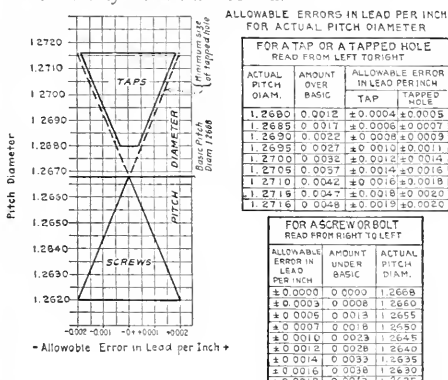 ALLOWABLE ERRORS IN LEAD PER INCH
FOR ACTUAL PITCH DIAMETER
FOR A TAP OR A TAPPED HOLE
READ FROM LEFT TO RIGHT
ACTUAL PITCH DIAM. AMOUNT OVER BASIC ALLOWABLE ERROR IN LEAD PER INCH
TAP TAPPED HOLE
1.2680 0.0012 ±0.0004 ±0.0005
1.2685 0.0017 ±0.0006 ±0.0007
1.2690 0.0022 ±0.0008 ±0.0009
1.2695 0.0027 ±0.0010 ±0.0011
1.2700 0.0032 ±0.0012 ±0.0014
1.2705 0.0037 ±0.0014 ±0.0016
1.2710 0.0042 ±0.0016 ±0.0018
1.2715 0.0047 ±0.0018 ±0.0020
1.2716 0.0048 ±0.0019 ±0.0020
FOR A SCREW OR BOLT
READ FROM RIGHT TO LEFT
ALLOWABLE ERROR IN LEAD PER INCH AMOUNT UNDER BASIC ACTUAL PITCH DIAM.
±0.0000 0.0000 1.2668
±0.0003 0.0008 1.2660
±0.0005 0.0013 1.2655
±0.0007 0.0018 1.2650
±0.0010 0.0023 1.2645
±0.0012 0.0028 1.2640
±0.0014 0.0033 1.2635
±0.0016 0.0038 1.2630
Pitch Diameter
1.2720
1.2710
1.2700
1.2690
1.2680
1.2670
1.2660
1.2650
1.2640
1.2630
1.2620
TAPS
SCREWS
PITCH DIAMETER
Basic Pitch
Diam 1.2668
Minimum size
of tapped hole
-0.002 -0.001 -0+ +0001 +0002
- Allowable Error in Lead per Inch +